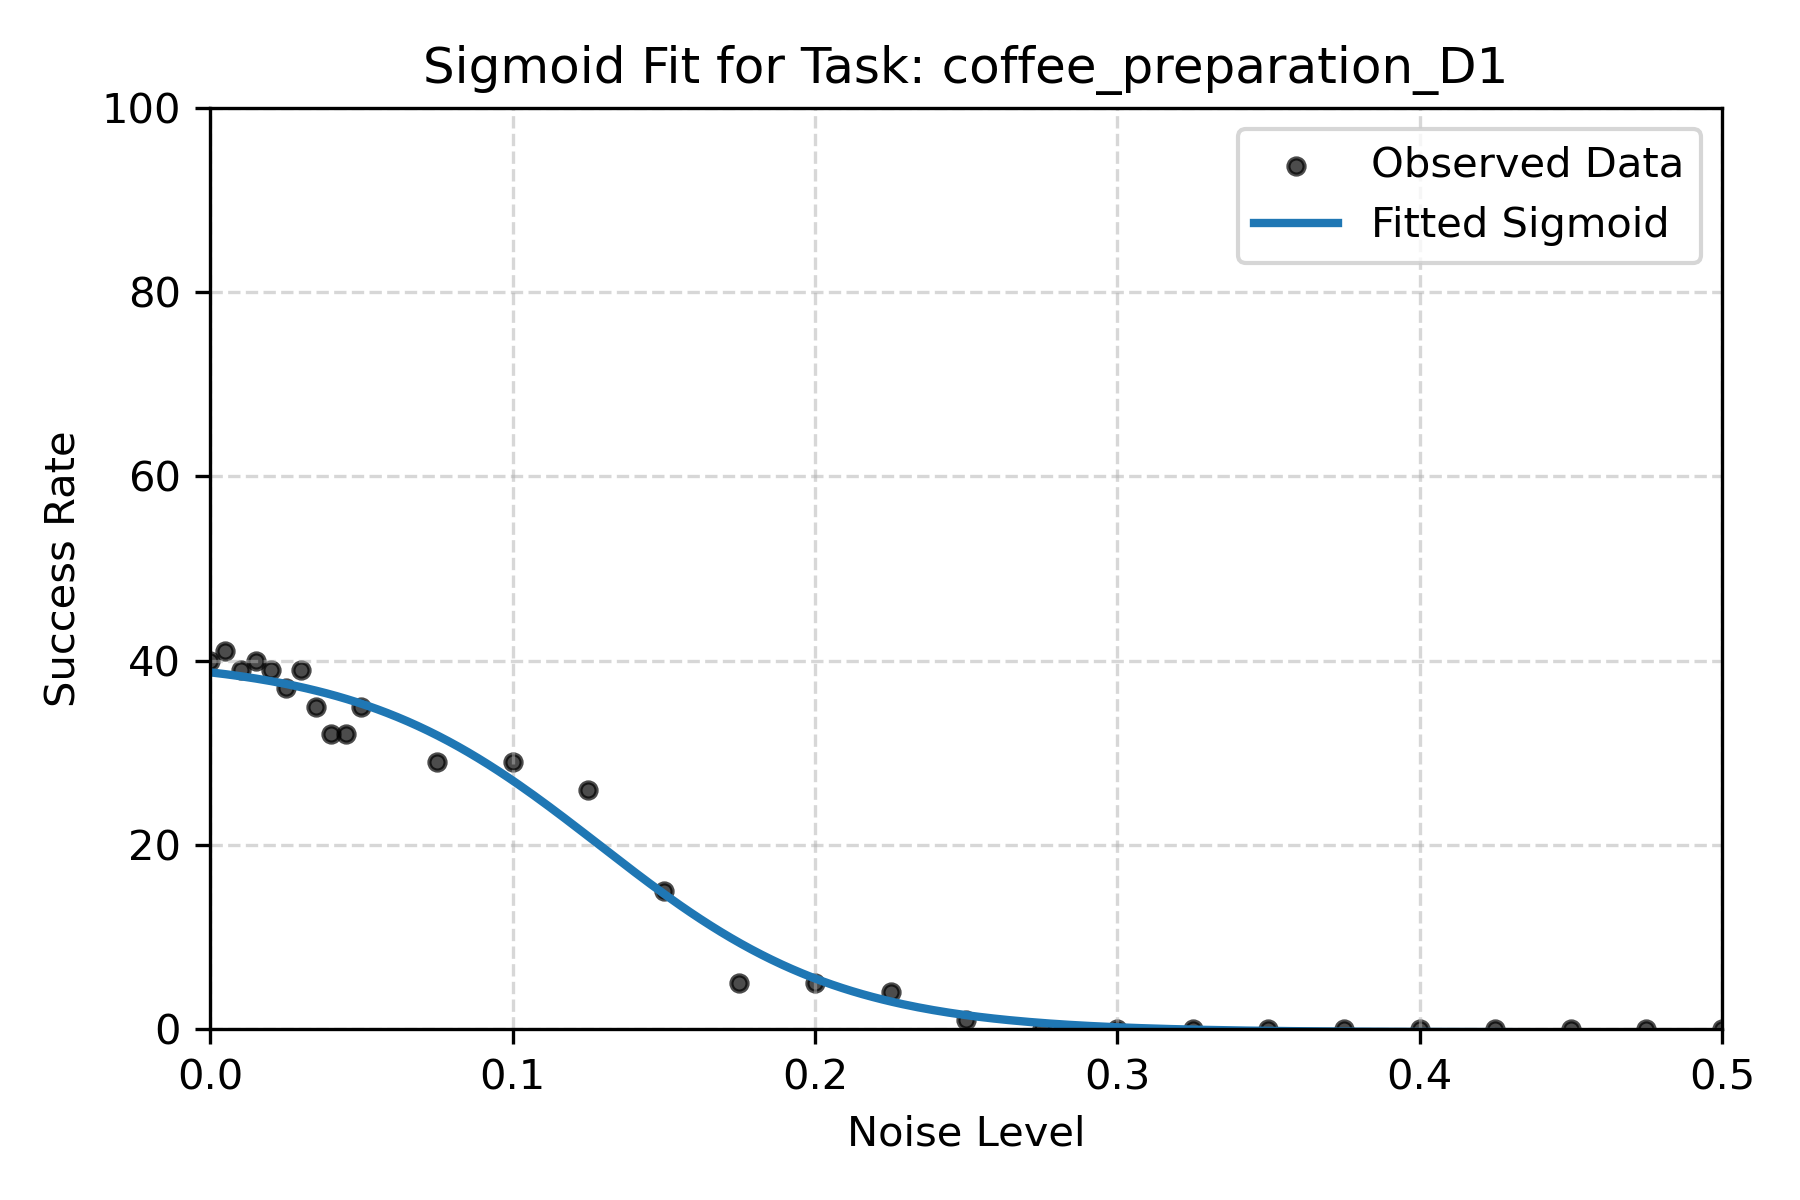 Sigmoid Fit for Task: coffee_preparation_D1
100
80
60
40
20
0
Success Rate
Observed Data
Fitted Sigmoid
0.0 0.1 0.2 0.3 0.4 0.5
Noise Level